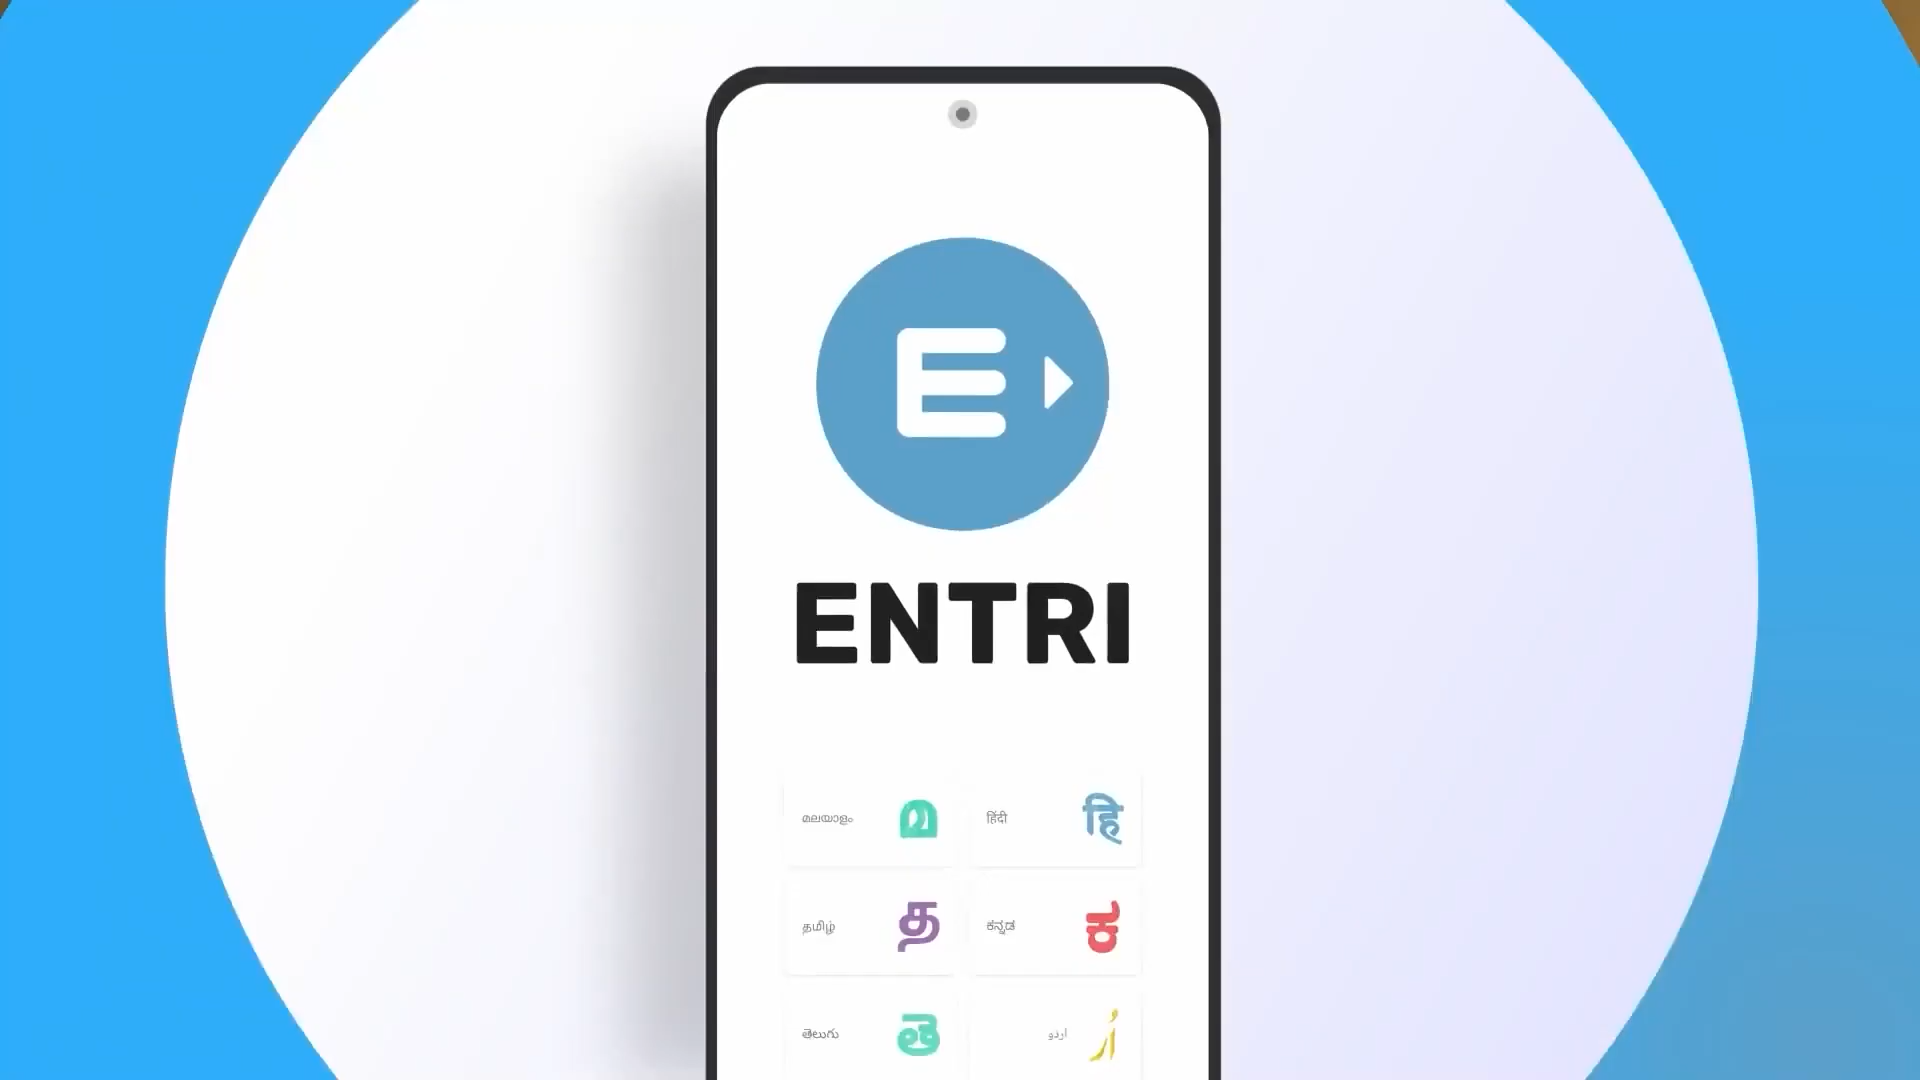 E
ENTRI
മലയാളം മ
हिंदी हि
தமிழ் த
ಕನ್ನಡ ಕ
తెలుగు తె
اردو اُر